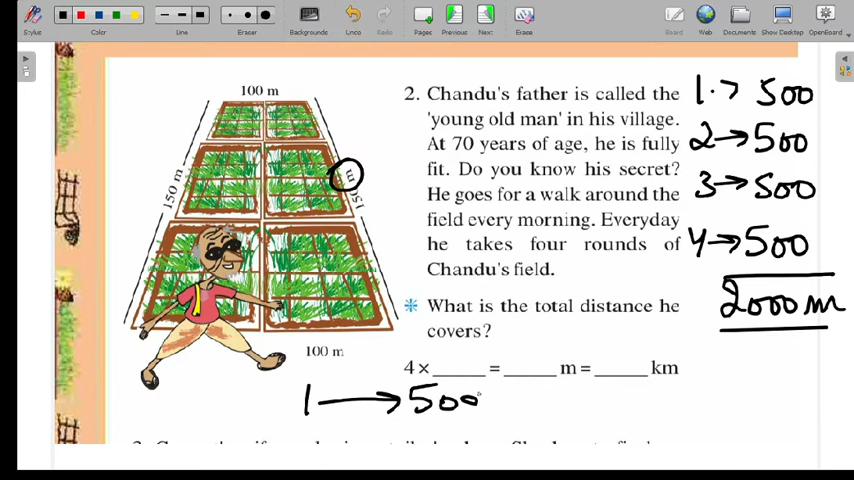 Stylus
Color
Line
Eraser
Backgrounds
Undo
Redo
Pages
Previous
Next
Erase
Board
Web
Documents
Show Desktop
OpenBoard
100 m
150 m
150 m
100 m
2. Chandu's father is called the
'young old man' in his village.
At 70 years of age, he is fully
fit. Do you know his secret?
He goes for a walk around the
field every morning. Everyday
he takes four rounds of
Chandu's field.
What is the total distance he
covers?
4 × _____ = _____ m = _____ km
1 → 500
2 → 500
3 → 500
4 → 500
2000 m
1 → 500